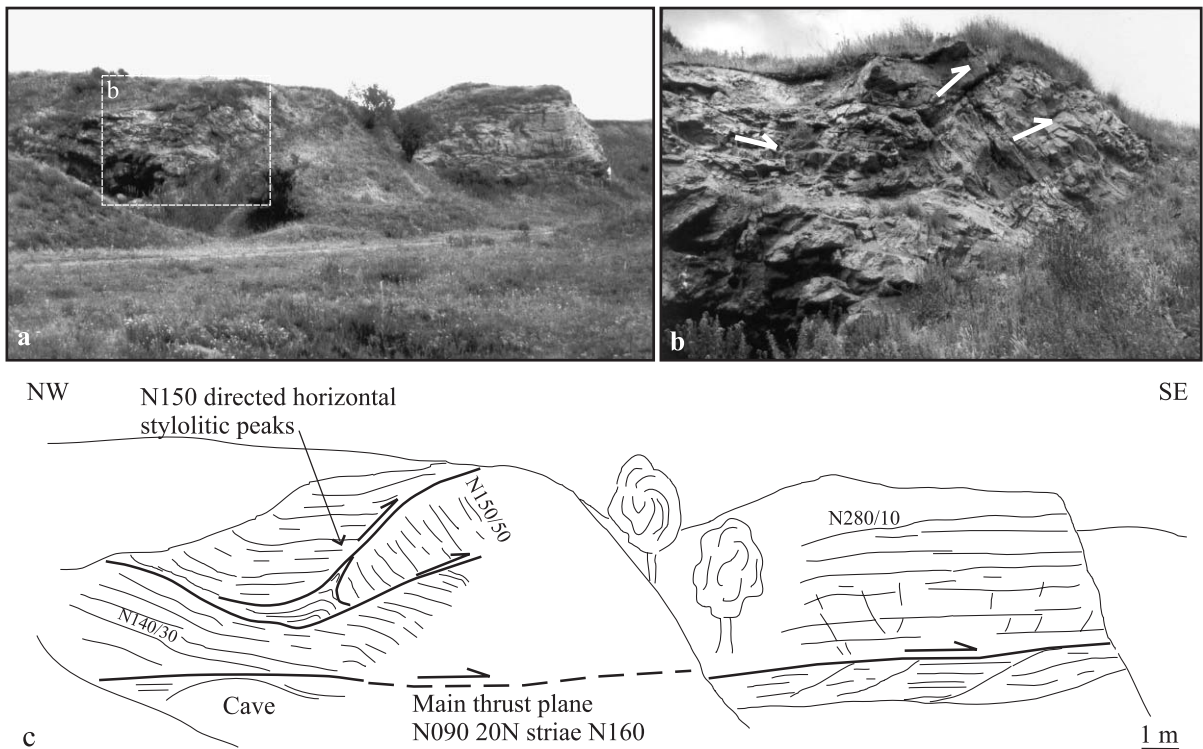 b
a
b
NW
SE
N150 directed horizontal
stylolitic peaks
N150/50
N280/10
N140/30
Cave
Main thrust plane
N090 20N striae N160
c
1 m